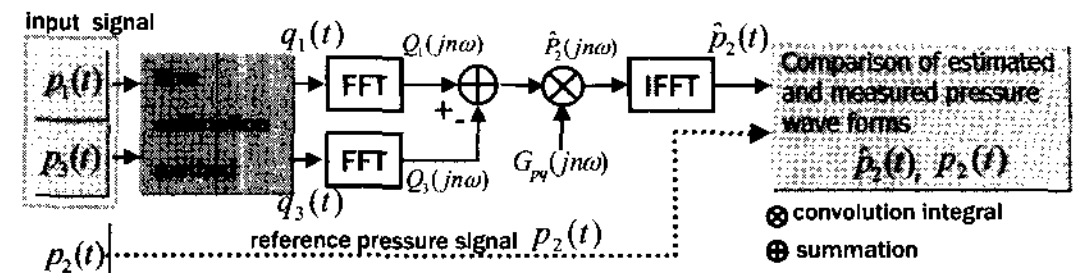 input signal
p₁(t)
p₃(t)
p₂(t)
q₁(t)
q₃(t)
FFT
FFT
Q₁(jnω)
Q₃(jnω)
+
-
P̂₂(jnω)
G_pq(jnω)
IFFT
p̂₂(t)
reference pressure signal p₂(t)
Comparison of estimated
and measured pressure
wave forms
p̂₂(t), p₂(t)
⊗ convolution integral
⊕ summation